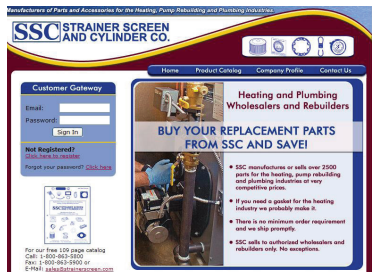 Manufacturers of Parts and Accessories for the Heating, Pump Rebuilding and Plumbing Industries.
SSC STRAINER SCREEN
AND CYLINDER CO.
Home Product Catalog Company Profile Contact Us
Customer Gateway
Email:
Password:
Sign In
Not Registered?
Click here to register
Forgot your password? Click here
For our free 109 page catalog
Call: 1-800-863-5800
Fax: 1-800-863-5900 or
E-Mail: sales@strainerscreen.com
Heating and Plumbing
Wholesalers and Rebuilders
BUY YOUR REPLACEMENT PARTS
FROM SSC AND SAVE!
• SSC manufactures or sells over 2500
parts for the heating, pump rebuilding
and plumbing industries at very
competitive prices.
• If you need a gasket for the heating
industry we probably make it.
• There is no minimum order requirement
and we ship promptly.
• SSC sells to authorized wholesalers and
rebuilders only. No exceptions.